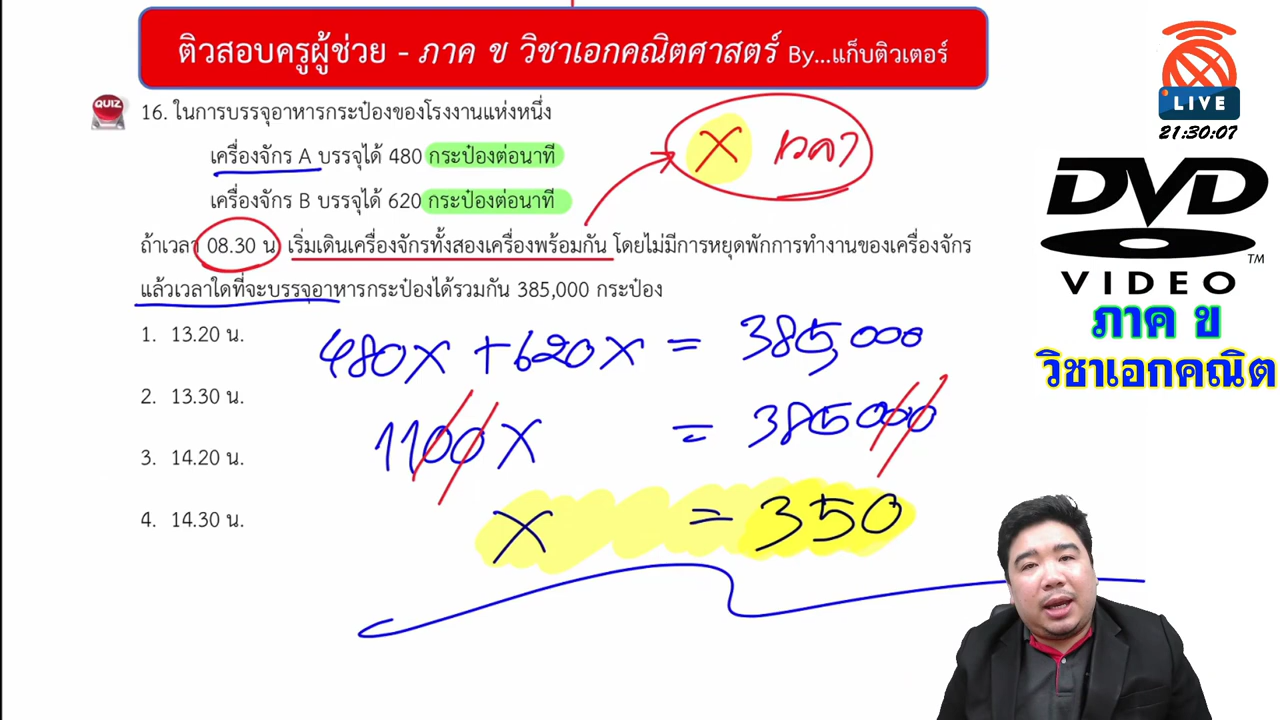 ติวสอบครูผู้ช่วย - ภาค ข วิชาเอกคณิตศาสตร์ By...แก็บติวเตอร์
QUIZ
16. ในการบรรจุอาหารกระป๋องของโรงงานแห่งหนึ่ง
เครื่องจักร A บรรจุได้ 480 กระป๋องต่อนาที
X เวลา
เครื่องจักร B บรรจุได้ 620 กระป๋องต่อนาที
ถ้าเวลา 08.30 น เริ่มเดินเครื่องจักรทั้งสองเครื่องพร้อมกัน โดยไม่มีการหยุดพักการทำงานของเครื่องจักร
แล้วเวลาใดที่จะบรรจุอาหารกระป๋องได้รวมกัน 385,000 กระป๋อง
1. 13.20 น.
2. 13.30 น.
3. 14.20 น.
4. 14.30 น.
480X + 620X = 385,000
1100X = 385000
X = 350
LIVE
21:30:07
DVD
VIDEO TM
ภาค ข
วิชาเอกคณิต